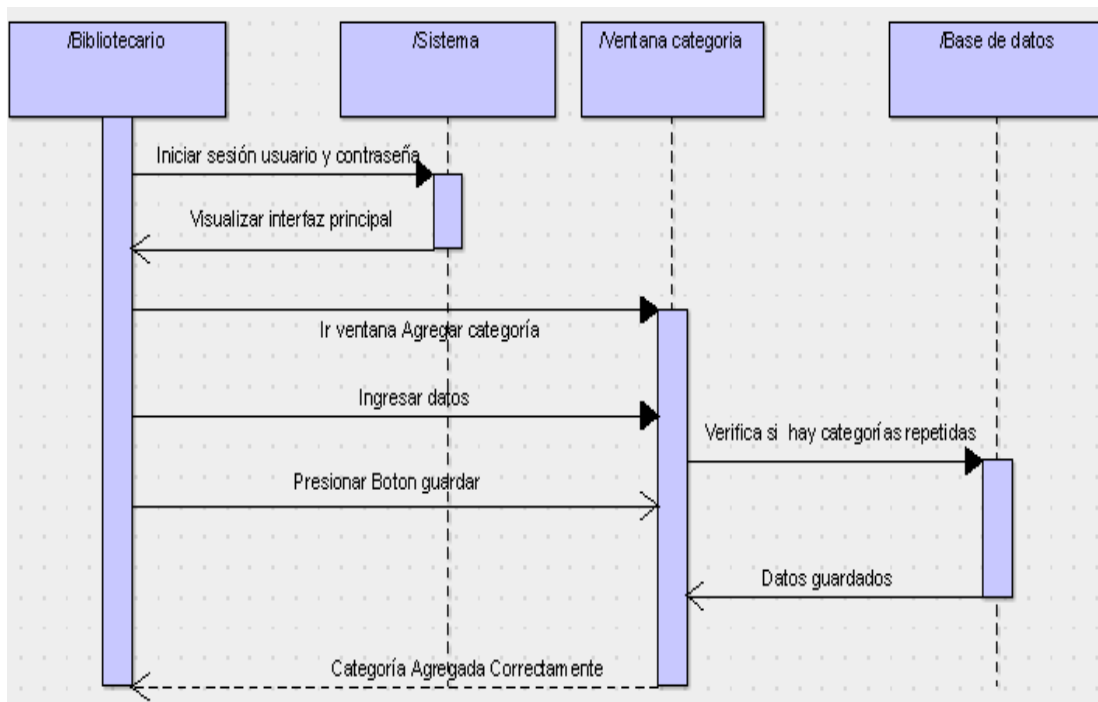 /Bibliotecario
/Sistema
/Ventana categoria
/Base de datos
Iniciar sesión usuario y contraseña
Visualizar interfaz principal
Ir ventana Agregar categoría
Ingresar datos
Verifica si hay categorías repetidas
Presionar Boton guardar
Datos guardados
Categoría Agregada Correctamente